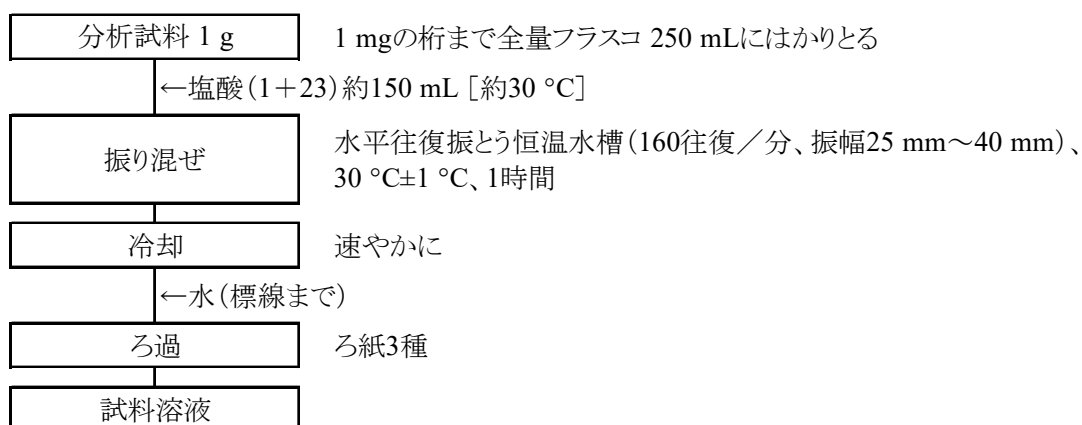 分析試料 1 g
1 mgの桁まで全量フラスコ 250 mLにはかりとる
←塩酸(1+23)約150 mL [約30 °C]
振り混ぜ
水平往復振とう恒温水槽(160往復/分、振幅25 mm～40 mm)、
30 °C±1 °C、1時間
冷却
速やかに
←水(標線まで)
ろ過
ろ紙3種
試料溶液